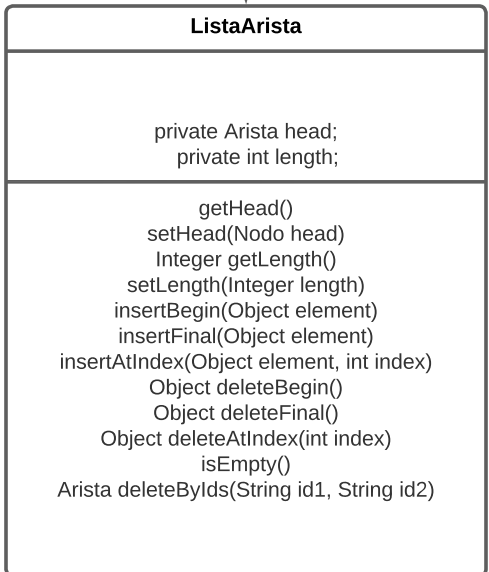 ListaArista
private Arista head;
private int length;
getHead()
setHead(Nodo head)
Integer getLength()
setLength(Integer length)
insertBegin(Object element)
insertFinal(Object element)
insertAtIndex(Object element, int index)
Object deleteBegin()
Object deleteFinal()
Object deleteAtIndex(int index)
isEmpty()
Arista deleteByIds(String id1, String id2)